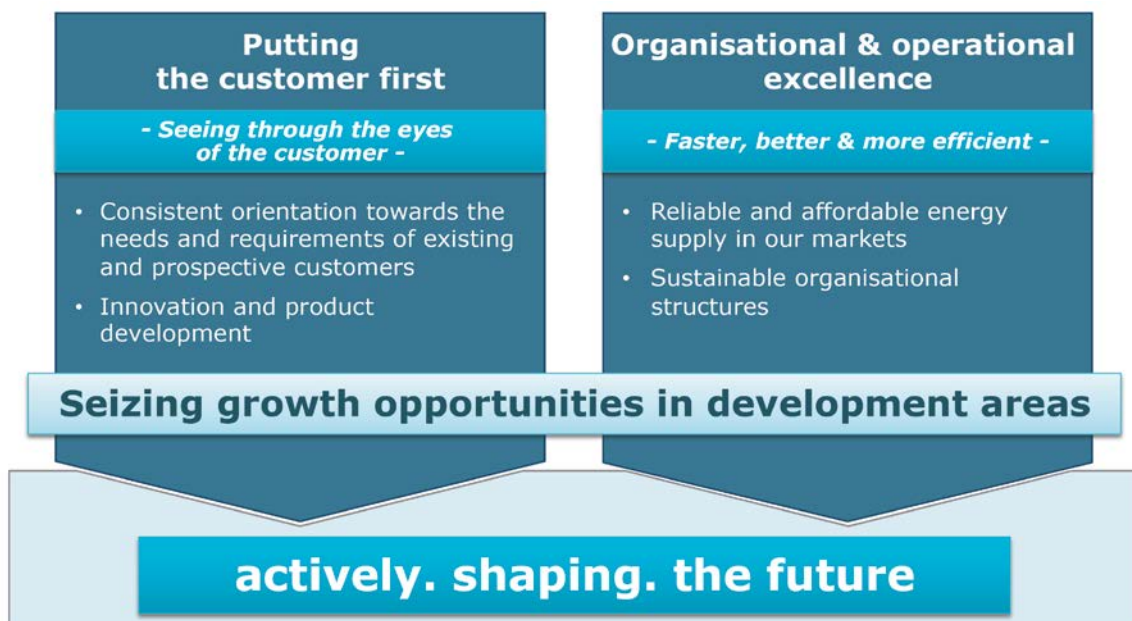 Putting
the customer first
- Seeing through the eyes
of the customer -
• Consistent orientation towards the
needs and requirements of existing
and prospective customers
• Innovation and product
development
Organisational & operational
excellence
- Faster, better & more efficient -
• Reliable and affordable energy
supply in our markets
• Sustainable organisational
structures
Seizing growth opportunities in development areas
actively. shaping. the future